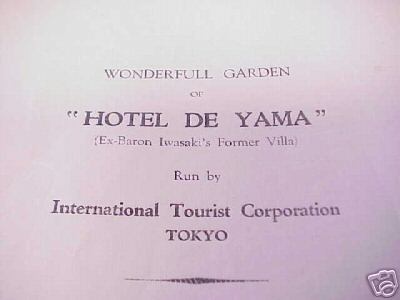 WONDERFULL GARDEN
OF
"HOTEL DE YAMA"
(Ex-Baron Iwasaki's Former Villa)
Run by
International Tourist Corporation
TOKYO